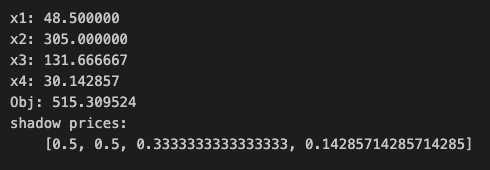 x1: 48.500000
x2: 305.000000
x3: 131.666667
x4: 30.142857
Obj: 515.309524
shadow prices:
[0.5, 0.5, 0.3333333333333333, 0.14285714285714285]